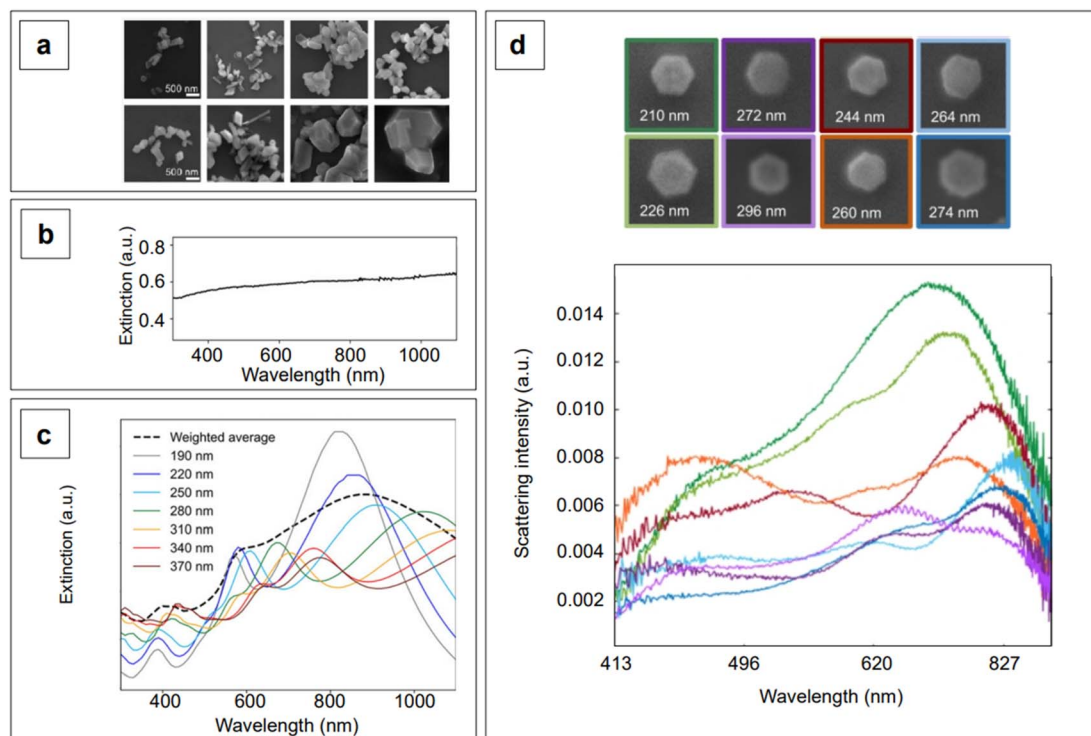 a
500 nm
500 nm
b
Extinction (a.u.)
0.8
0.6
0.4
400 600 800 1000
Wavelength (nm)
c
Extinction (a.u.)
Weighted average
190 nm
220 nm
250 nm
280 nm
310 nm
340 nm
370 nm
400 600 800 1000
Wavelength (nm)
d
210 nm 272 nm 244 nm 264 nm
226 nm 296 nm 260 nm 274 nm
Scattering intensity (a.u.)
0.014
0.012
0.010
0.008
0.006
0.004
0.002
413 496 620 827
Wavelength (nm)